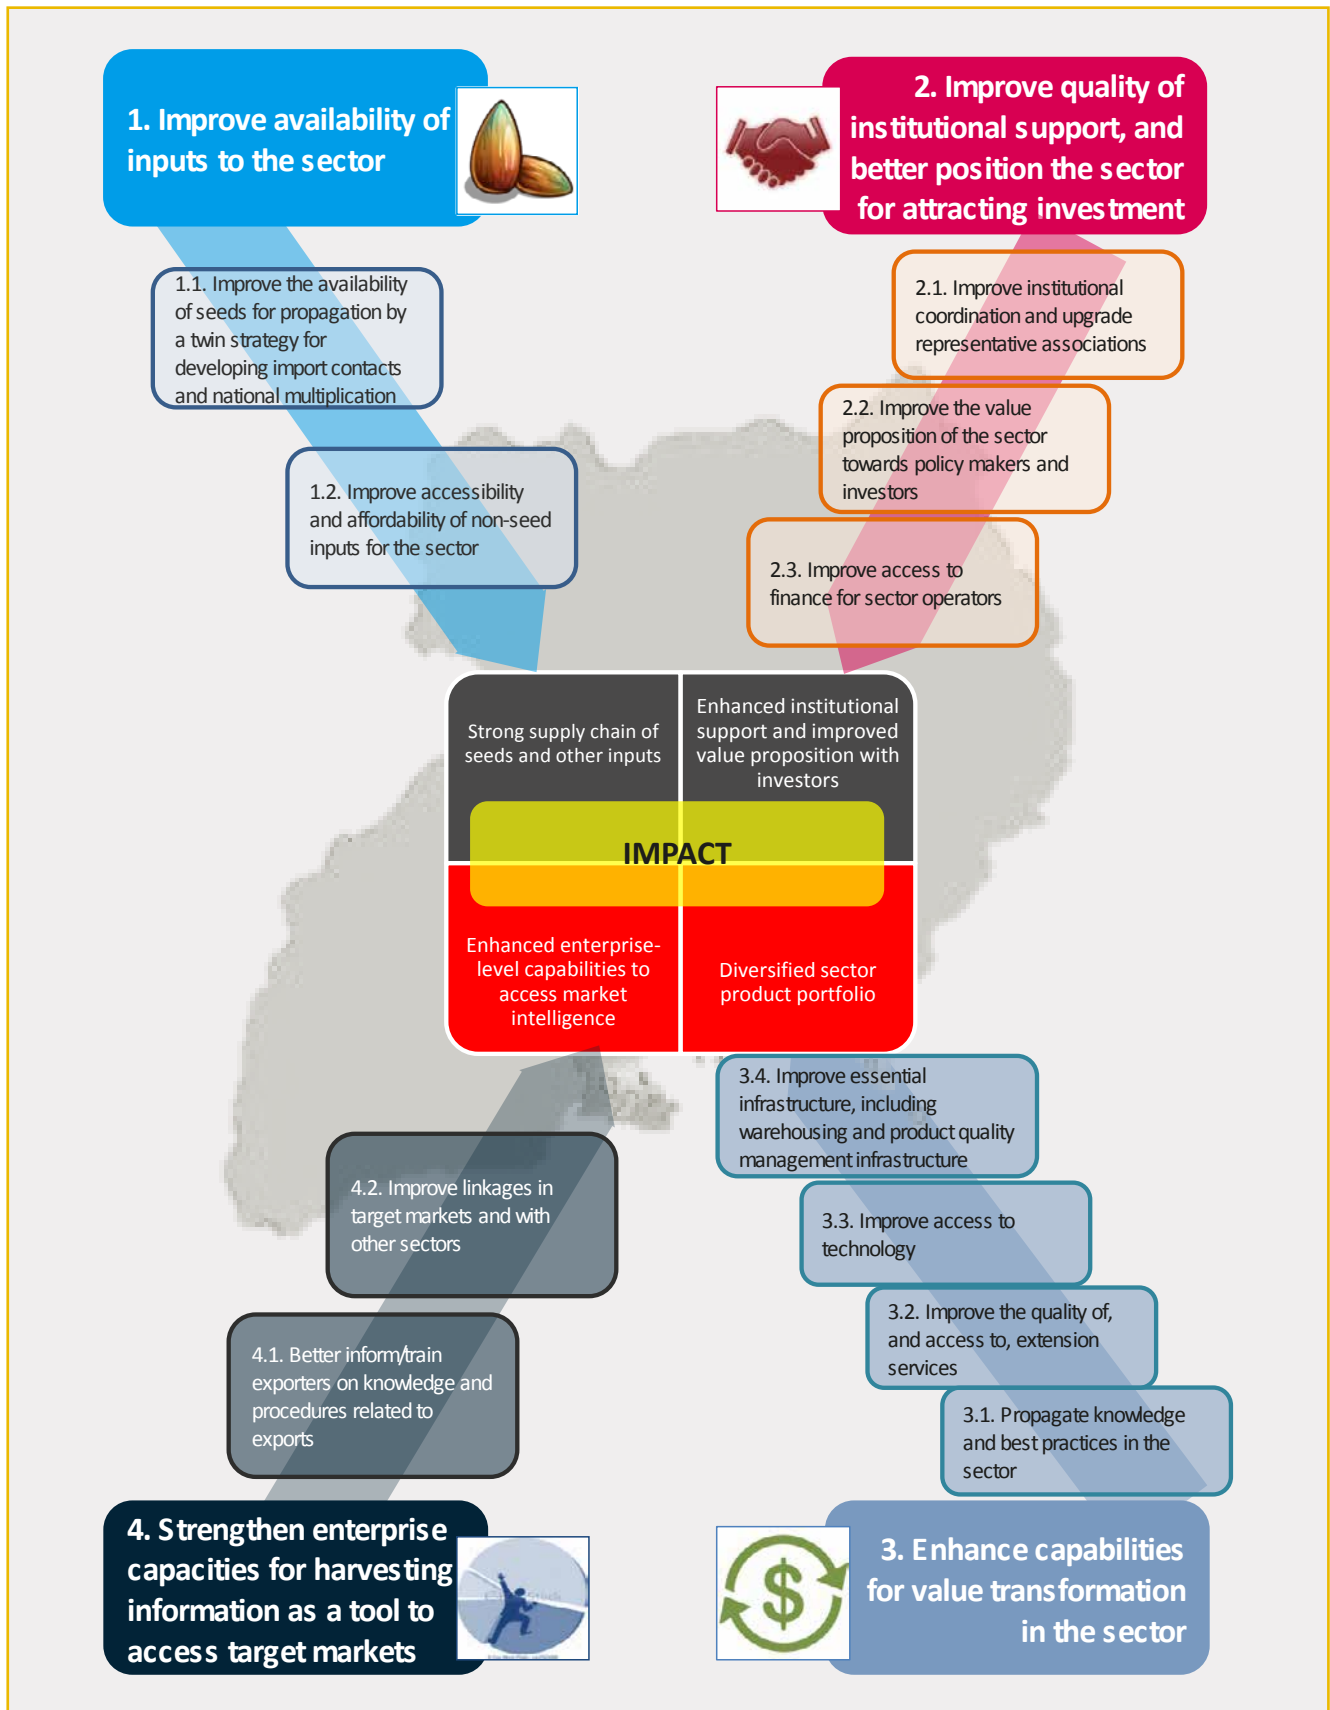 1. Improve availability of
inputs to the sector
2. Improve quality of
institutional support, and
better position the sector
for attracting investment
1.1. Improve the availability
of seeds for propagation by
a twin strategy for
developing import contacts
and national multiplication
1.2. Improve accessibility
and affordability of non-seed
inputs for the sector
2.1. Improve institutional
coordination and upgrade
representative associations
2.2. Improve the value
proposition of the sector
towards policy makers and
investors
2.3. Improve access to
finance for sector operators
Strong supply chain of
seeds and other inputs
Enhanced institutional
support and improved
value proposition with
investors
IMPACT
Enhanced enterprise-
level capabilities to
access market
intelligence
Diversified sector
product portfolio
3.4. Improve essential
infrastructure, including
warehousing and product quality
management infrastructure
3.3. Improve access to
technology
3.2. Improve the quality of,
and access to, extension
services
3.1. Propagate knowledge
and best practices in the
sector
4.2. Improve linkages in
target markets and with
other sectors
4.1. Better inform/train
exporters on knowledge and
procedures related to
exports
4. Strengthen enterprise
capacities for harvesting
information as a tool to
access target markets
$
3. Enhance capabilities
for value transformation
in the sector